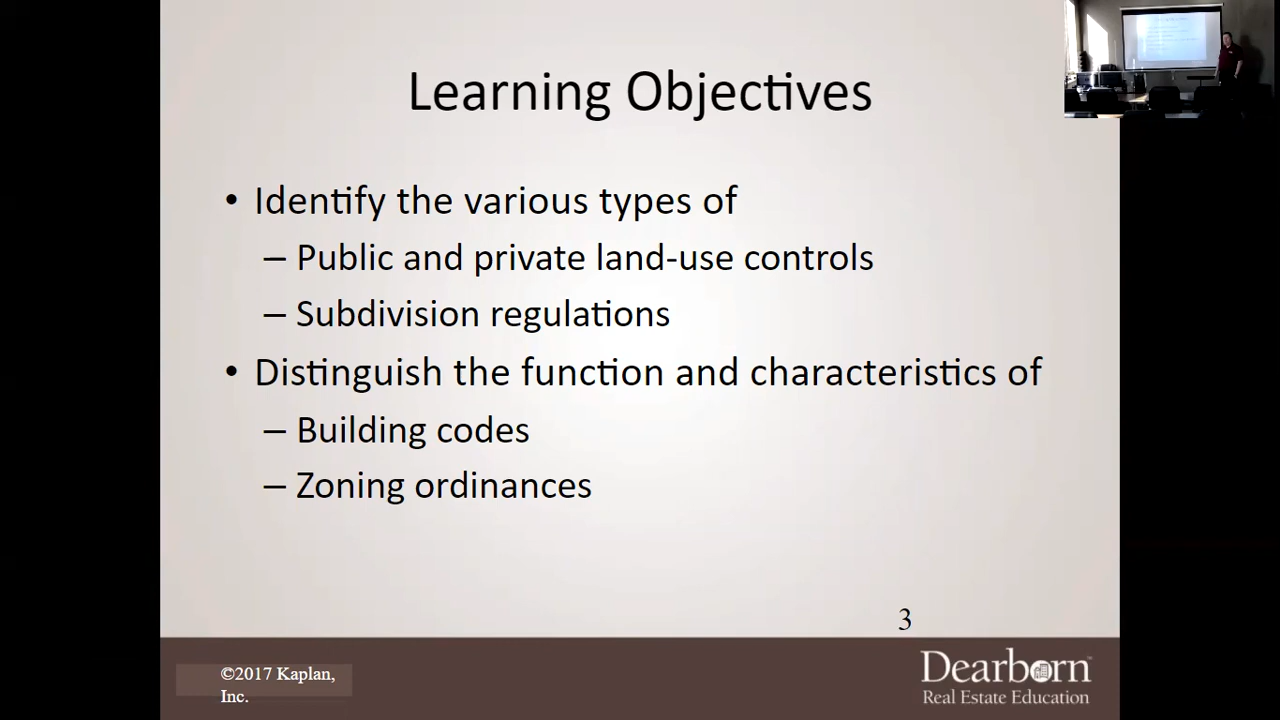 Learning Objectives
• Identify the various types of
– Public and private land-use controls
– Subdivision regulations
• Distinguish the function and characteristics of
– Building codes
– Zoning ordinances
3
©2017 Kaplan,
Inc.
Dearborn™
Real Estate Education